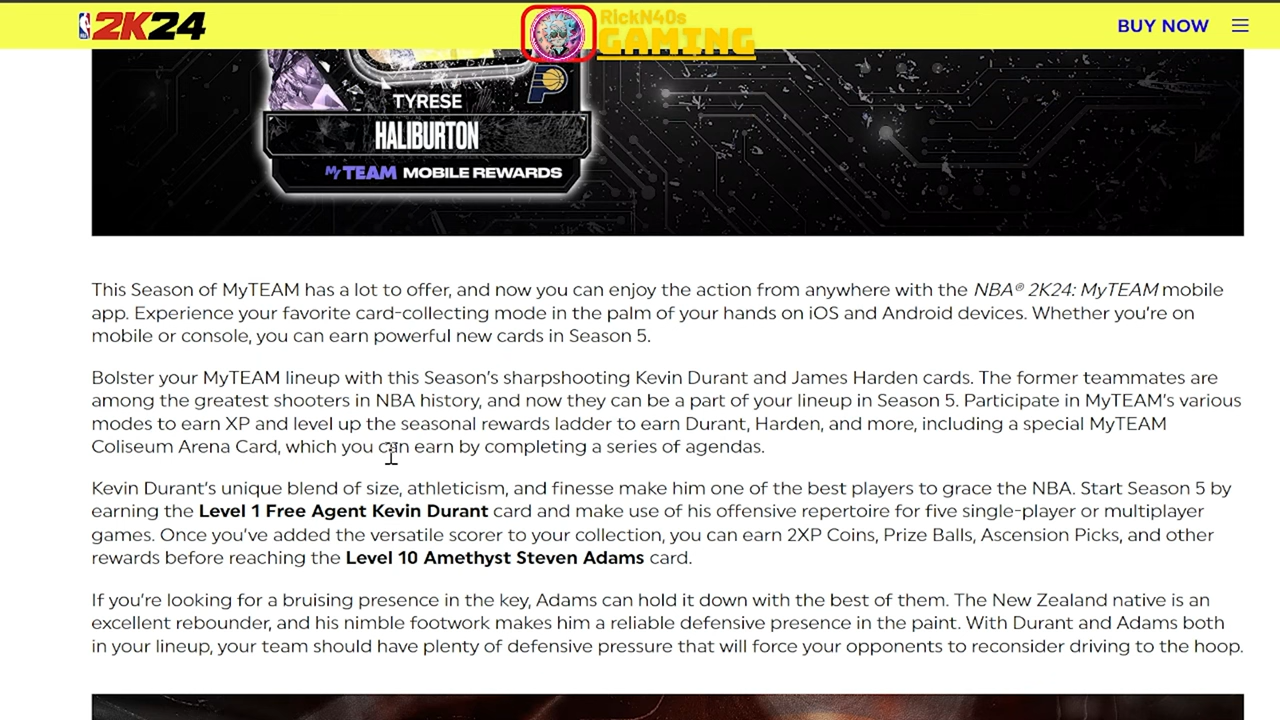 NBA 2K24
RickN40s
GAMING
BUY NOW
TYRESE
HALIBURTON
MyTEAM MOBILE REWARDS
This Season of MyTEAM has a lot to offer, and now you can enjoy the action from anywhere with the NBA® 2K24: MyTEAM mobile
app. Experience your favorite card-collecting mode in the palm of your hands on iOS and Android devices. Whether you're on
mobile or console, you can earn powerful new cards in Season 5.
Bolster your MyTEAM lineup with this Season's sharpshooting Kevin Durant and James Harden cards. The former teammates are
among the greatest shooters in NBA history, and now they can be a part of your lineup in Season 5. Participate in MyTEAM's various
modes to earn XP and level up the seasonal rewards ladder to earn Durant, Harden, and more, including a special MyTEAM
Coliseum Arena Card, which you can earn by completing a series of agendas.
Kevin Durant's unique blend of size, athleticism, and finesse make him one of the best players to grace the NBA. Start Season 5 by
earning the Level 1 Free Agent Kevin Durant card and make use of his offensive repertoire for five single-player or multiplayer
games. Once you've added the versatile scorer to your collection, you can earn 2XP Coins, Prize Balls, Ascension Picks, and other
rewards before reaching the Level 10 Amethyst Steven Adams card.
If you're looking for a bruising presence in the key, Adams can hold it down with the best of them. The New Zealand native is an
excellent rebounder, and his nimble footwork makes him a reliable defensive presence in the paint. With Durant and Adams both
in your lineup, your team should have plenty of defensive pressure that will force your opponents to reconsider driving to the hoop.